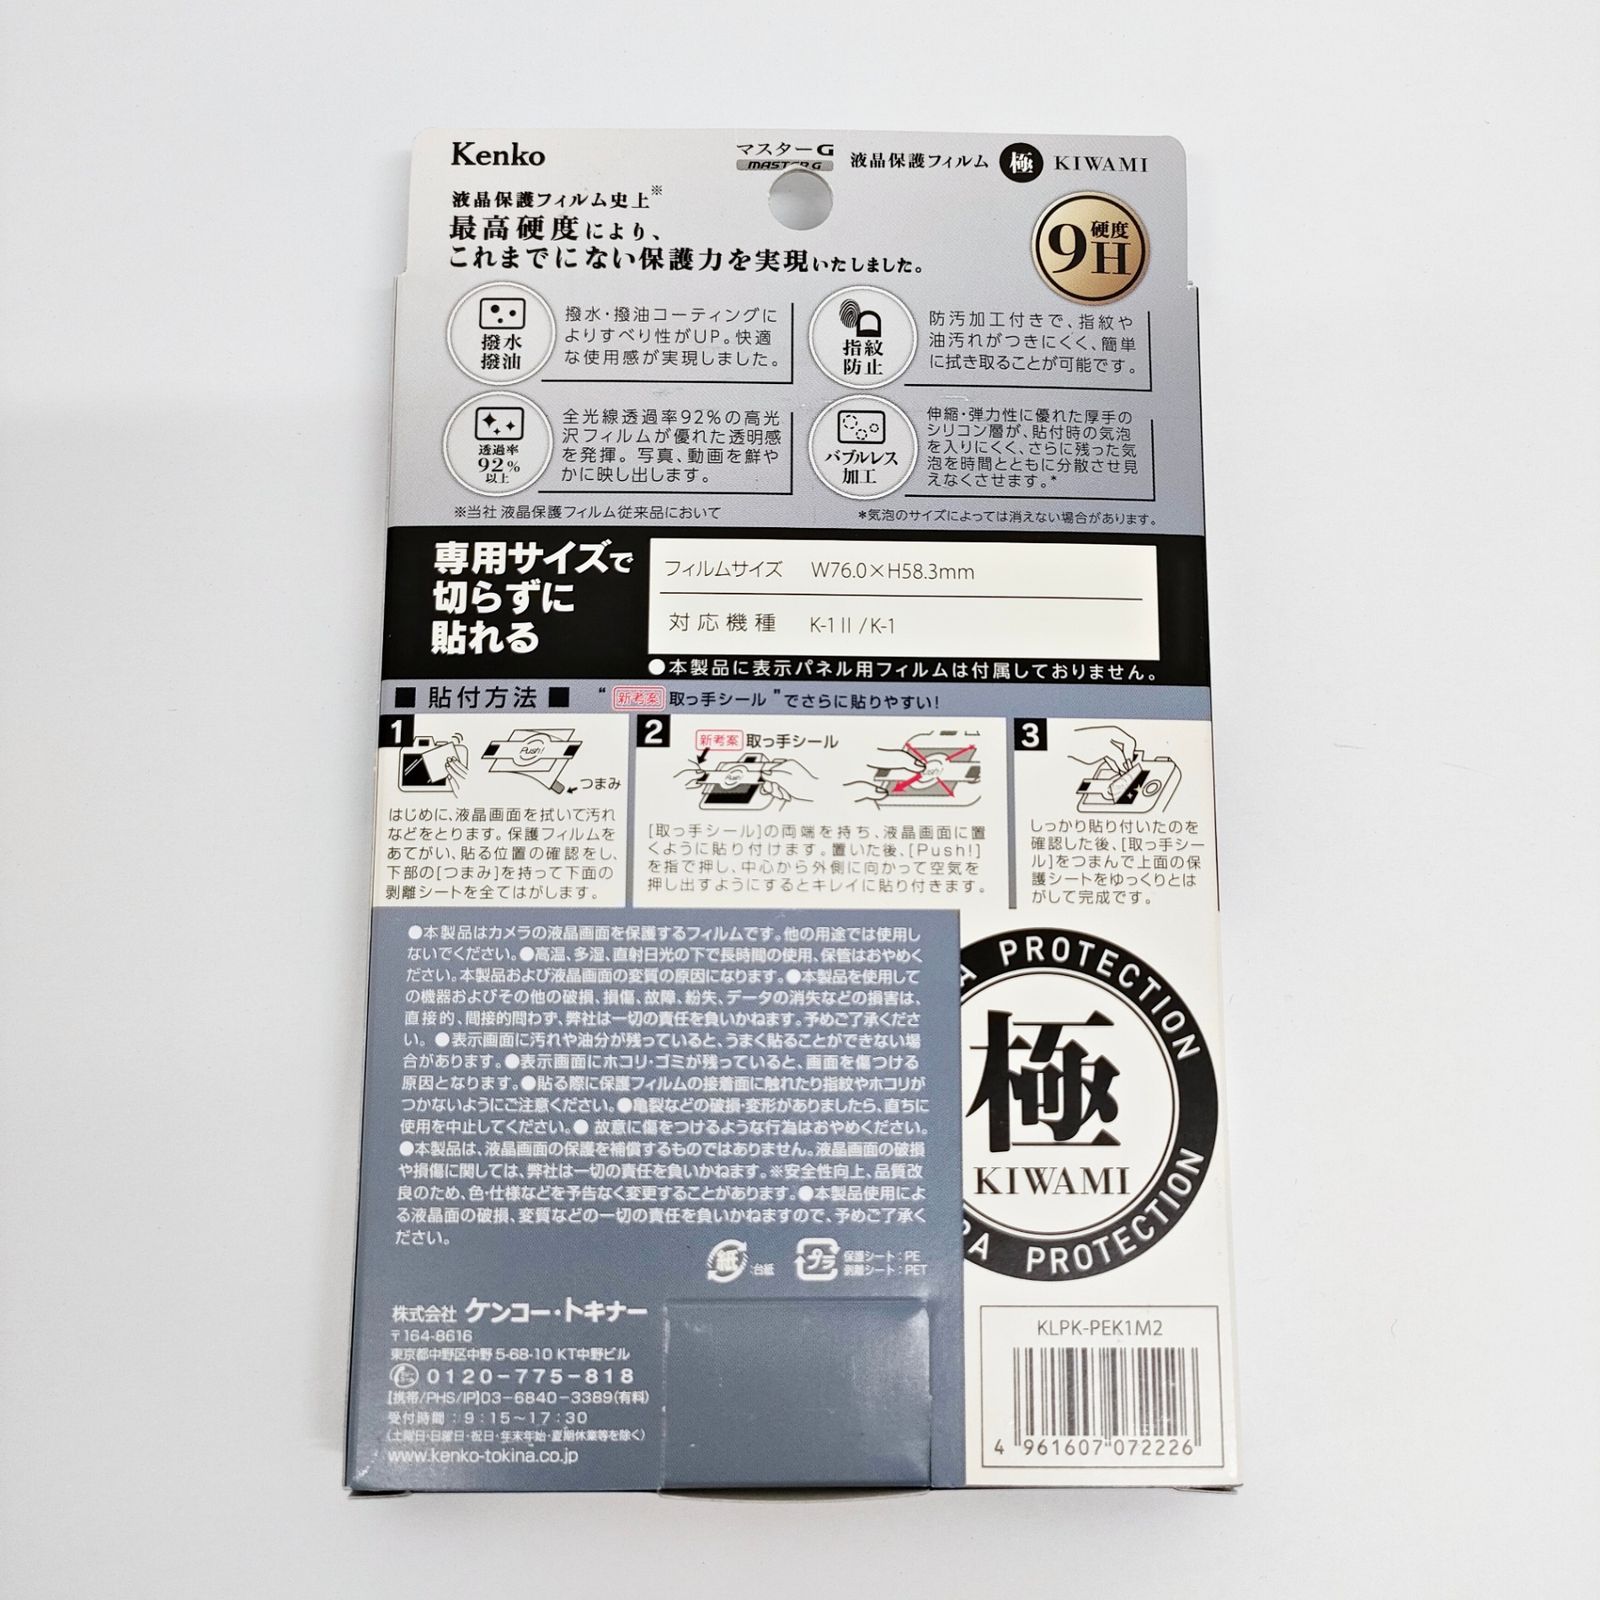 Kenko
マスターG
MASTER G
液晶保護フィルム 極 KIWAMI
液晶保護フィルム史上※
最高硬度により、
これまでにない保護力を実現いたしました。
硬度
9H
撥水
撥油
撥水・撥油コーティングに
よりすべり性がUP。快適
な使用感が実現しました。
指紋
防止
防汚加工付きで、指紋や
油汚れがつきにくく、簡単
に拭き取ることが可能です。
透過率
92%
以上
全光線透過率92%の高光
沢フィルムが優れた透明感
を発揮。写真、動画を鮮や
かに映し出します。
バブルレス
加工
伸縮・弾力性に優れた厚手の
シリコン層が、貼付時の気泡
を入りにくく、さらに残った気
泡を時間とともに分散させ見
えなくさせます。*
※当社 液晶保護フィルム従来品において
*気泡のサイズによっては消えない場合があります。
専用サイズで
切らずに
貼れる
フィルムサイズ W76.0×H58.3mm
対応機種 K-1 II / K-1
●本製品に表示パネル用フィルムは付属しておりません。
■ 貼付方法 ■ “新考案 取っ手シール”でさらに貼りやすい!
1
Push!
つまみ
はじめに、液晶画面を拭いて汚れ
などをとります。保護フィルムを
あてがい、貼る位置の確認をし、
下部の[つまみ]を持って下面の
剥離シートを全てはがします。
2
新考案 取っ手シール
Push!
[取っ手シール]の両端を持ち、液晶画面に置
くように貼り付けます。置いた後、[Push!]
を指で押し、中心から外側に向かって空気を
押し出すようにするとキレイに貼り付きます。
3
しっかり貼り付いたのを
確認した後、[取っ手シー
ル]をつまんで上面の保
護シートをゆっくりとは
がして完成です。
●本製品はカメラの液晶画面を保護するフィルムです。他の用途では使用し
ないでください。●高温、多湿、直射日光の下で長時間の使用、保管はおやめく
ださい。本製品および液晶画面の変質の原因になります。●本製品を使用して
の機器およびその他の破損、損傷、故障、紛失、データの消失などの損害は、
直接的、間接的問わず、弊社は一切の責任を負いかねます。予めご了承くださ
い。●表示画面に汚れや油分が残っていると、うまく貼ることができない場
合があります。●表示画面にホコリ・ゴミが残っていると、画面を傷つける
原因となります。●貼る際に保護フィルムの接着面に触れたり指紋やホコリが
つかないようにご注意ください。●亀裂などの破損・変形がありましたら、直ちに
使用を中止してください。● 故意に傷をつけるような行為はおやめください。
●本製品は、液晶画面の保護を補償するものではありません。液晶画面の破損
や損傷に関しては、弊社は一切の責任を負いかねます。※安全性向上、品質改
良のため、色・仕様などを予告なく変更することがあります。●本製品使用によ
る液晶面の破損、変質などの一切の責任を負いかねますので、予めご了承く
ださい。
紙 :台紙
プラ 保護シート:PE
剥離シート:PET
A PROTECTION
極
KIWAMI
RA PROTECTION
株式会社 ケンコー・トキナー
〒164-8616
東京都中野区中野 5-68-10 KT中野ビル
0120-775-818
【携帯/PHS/IP】03-6840-3389(有料)
受付時間:9:15~17:30
(土曜日・日曜日・祝日・年末年始・夏期休業等を除く)
www.kenko-tokina.co.jp
KLPK-PEK1M2
4 961607 072226